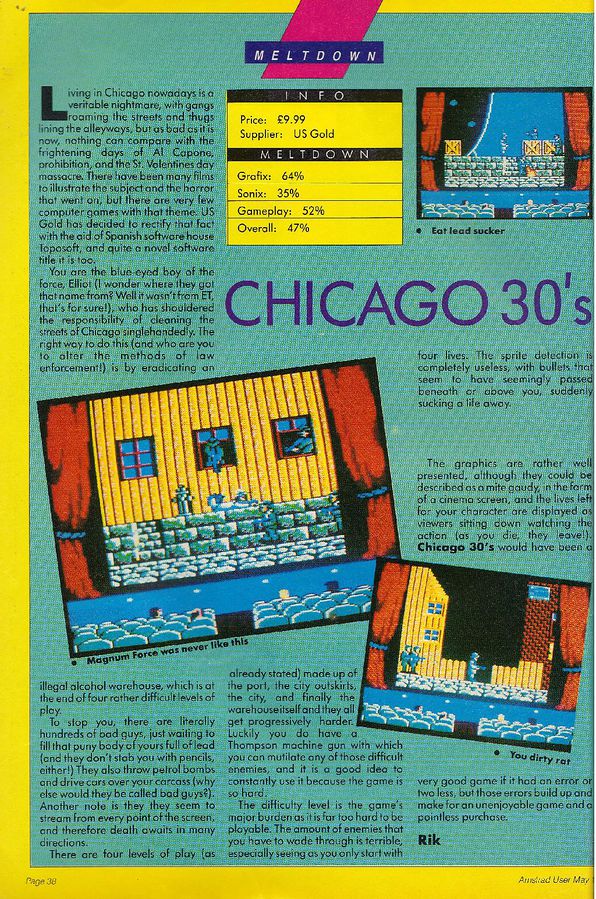 MELTDOWN
Living in Chicago nowadays is a
veritable nightmare, with gangs
roaming the streets and thugs
lining the alleyways, but as bad as it is
now, nothing can compare with the
frightening days of Al Capone,
prohibition, and the St. Valentines day
massacre. There have been many films
to illustrate the subject and the horror
that went on, but there are very few
computer games with that theme. US
Gold has decided to rectify that fact
with the aid of Spanish software house
Toposoft, and quite a novel software
title it is too.
You are the blue-eyed boy of the
force, Elliot (I wonder where they got
that name from? Well it wasn't from ET,
that's for sure!), who has shouldered
the responsibility of cleaning the
streets of Chicago singlehandedly. The
right way to do this (and who are you
to alter the methods of law
enforcement!) is by eradicating an
INFO
Price: £9.99
Supplier: US Gold
MELTDOWN
Grafix: 64%
Sonix: 35%
Gameplay: 52%
Overall: 47%
• Eat lead sucker
CHICAGO 30's
• Magnum Force was never like this
illegal alcohol warehouse, which is at
the end of four rather difficult levels of
play.
To stop you, there are literally
hundreds of bad guys, just waiting to
fill that puny body of yours full of lead
(and they don't stab you with pencils,
either!) They also throw petrol bombs
and drive cars over your carcass (why
else would they be called bad guys?).
Another note is they they seem to
stream from every point of the screen,
and therefore death awaits in many
directions.
There are four levels of play (as
already stated) made up of
the port, the city outskirts,
the city, and finally the
warehouse itself and they all
get progressively harder.
Luckily you do have a
Thompson machine gun with which
you can mutilate any of those difficult
enemies, and it is a good idea to
constantly use it because the game is
so hard.
The difficulty level is the game's
major burden as it is far too hard to be
playable. The amount of enemies that
you have to wade through is terrible,
especially seeing as you only start with
four lives. The sprite detection is
completely useless, with bullets that
seem to have seemingly passed
beneath or above you, suddenly
sucking a life away.
The graphics are rather well
presented, although they could be
described as a mite gaudy, in the form
of a cinema screen, and the lives left
for your character are displayed as
viewers sitting down watching the
action (as you die, they leave!).
Chicago 30's would have been a
• You dirty rat
very good game if it had an error or
two less, but those errors build up and
make for an unenjoyable game and a
pointless purchase.
Rik
Page 38
Amstrad User May